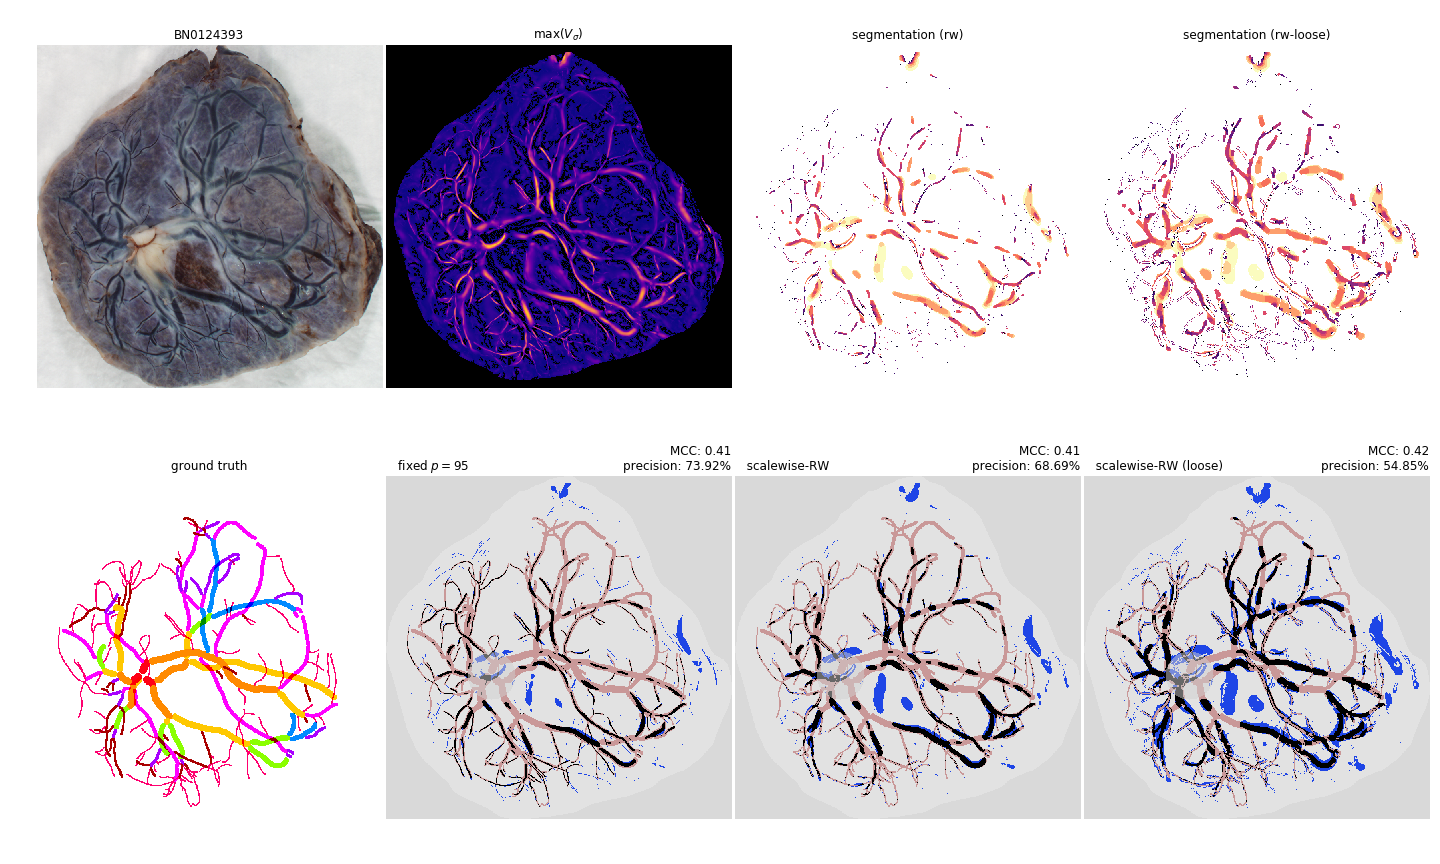 BN0124393
max(V_σ)
segmentation (rw)
segmentation (rw-loose)
ground truth
fixed p = 95
MCC: 0.41
precision: 73.92%
scalewise-RW
MCC: 0.41
precision: 68.69%
scalewise-RW (loose)
MCC: 0.42
precision: 54.85%